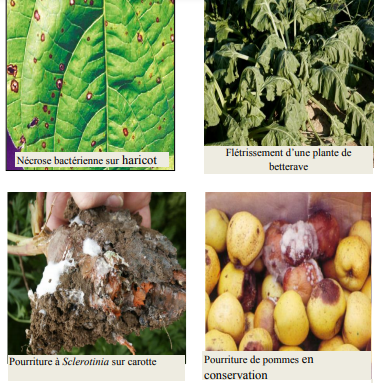 Nécrose bactérienne sur haricot
Flétrissement d'une plante de
betterave
Pourriture à Sclerotinia sur carotte
Pourriture de pommes en
conservation